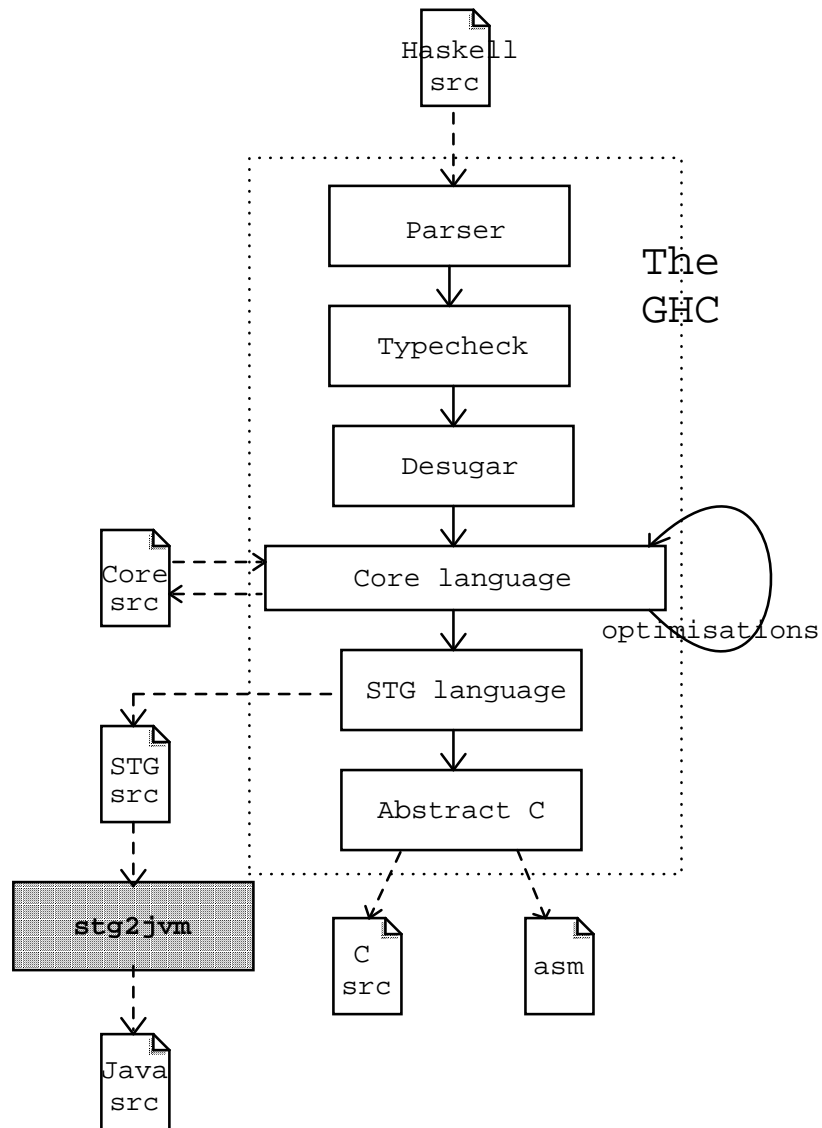 Haskell
src
Parser
The
GHC
Typecheck
Desugar
Core
src
Core language
optimisations
STG language
STG
src
Abstract C
stg2jvm
C
src
asm
Java
src